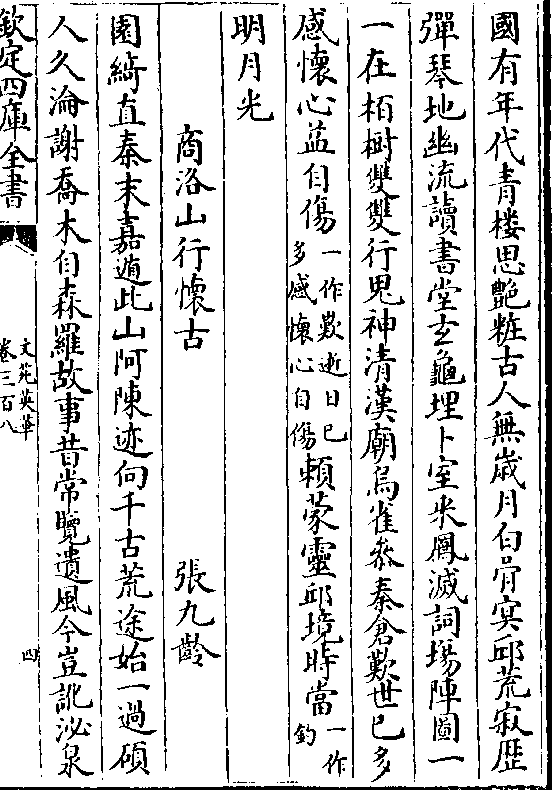 國有年代青楼思艷粧古人無歳月白骨冥邱荒寂歴
彈琴地幽流讀書堂玄龜埋卜室米鳳滅詞場陣圖一
一在栢樹雙雙行鬼神清漢廟鳥雀叅秦倉歎世已多
感懷心益自傷一作歎逝日已多感懷心自傷頼蒙靈邱境時當一作鈞
明月光
商洛山行懷古 張九齡
園綺直秦末嘉遁此山阿陳迹向千古荒途始一過碩
人久淪謝喬木自森羅故事昔常覽遺風今豈訛泌泉
欽定四庫全書
文苑英華
卷三百八
四